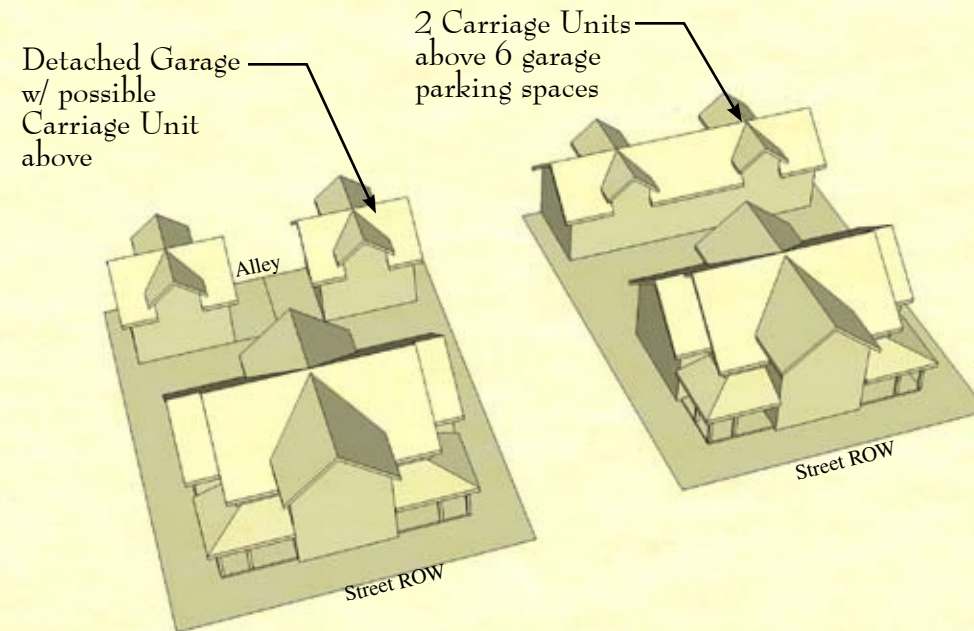 Detached Garage
w/ possible
Carriage Unit
above
2 Carriage Units
above 6 garage
parking spaces
Alley
Street ROW
Street ROW